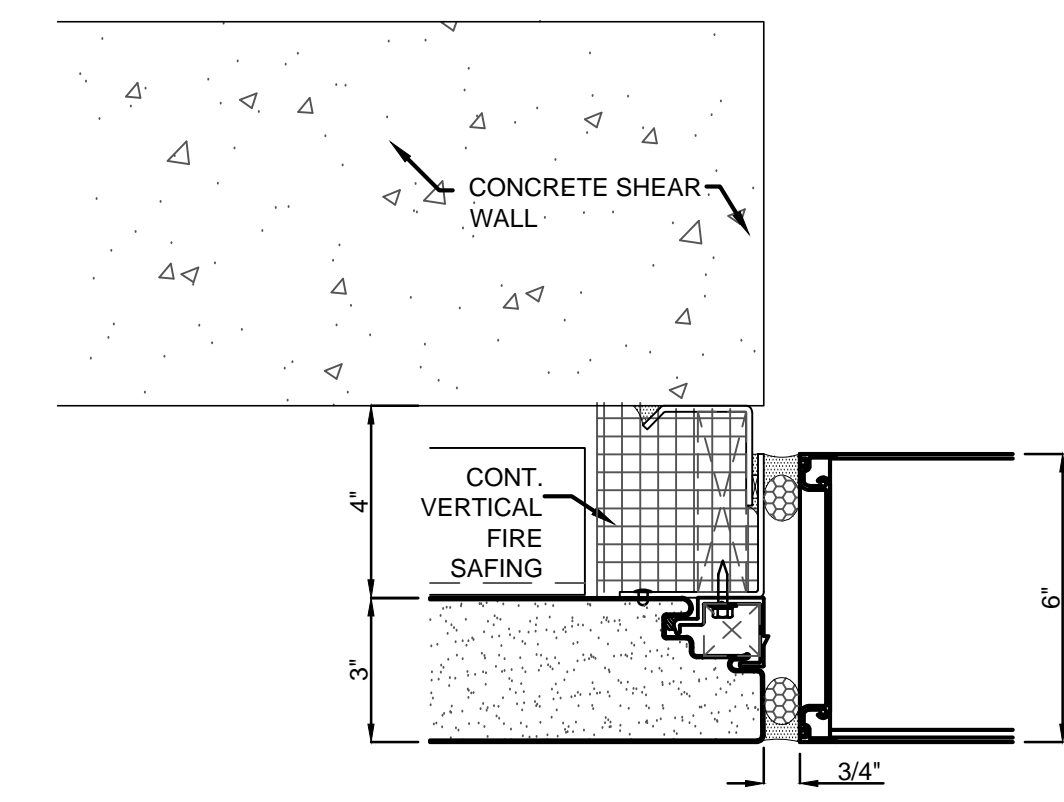 CONCRETE SHEAR
WALL
CONT.
VERTICAL
FIRE
SAFING
4"
3"
6"
3/4"